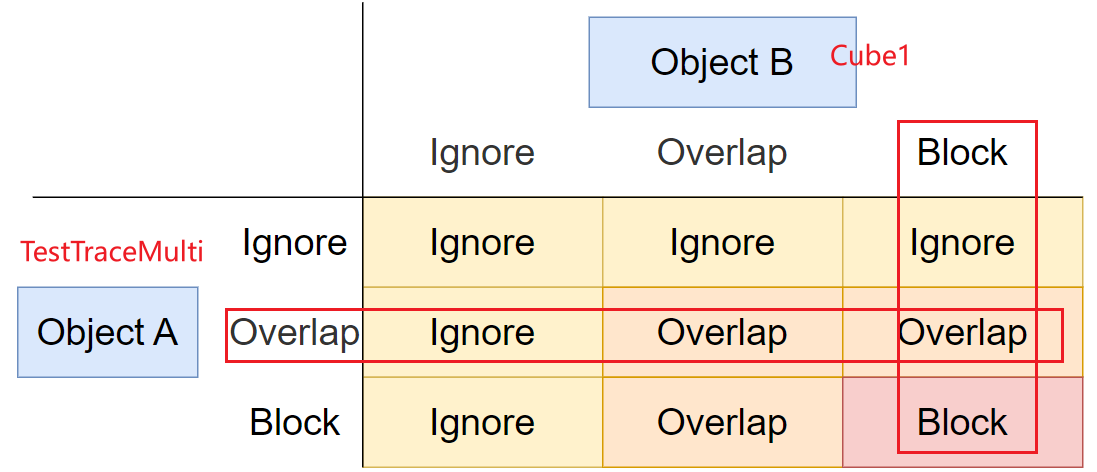 Object B Cube1
Ignore Overlap Block
TestTraceMulti Ignore Ignore Ignore Ignore
Object A Overlap Ignore Overlap Overlap
Block Ignore Overlap Block